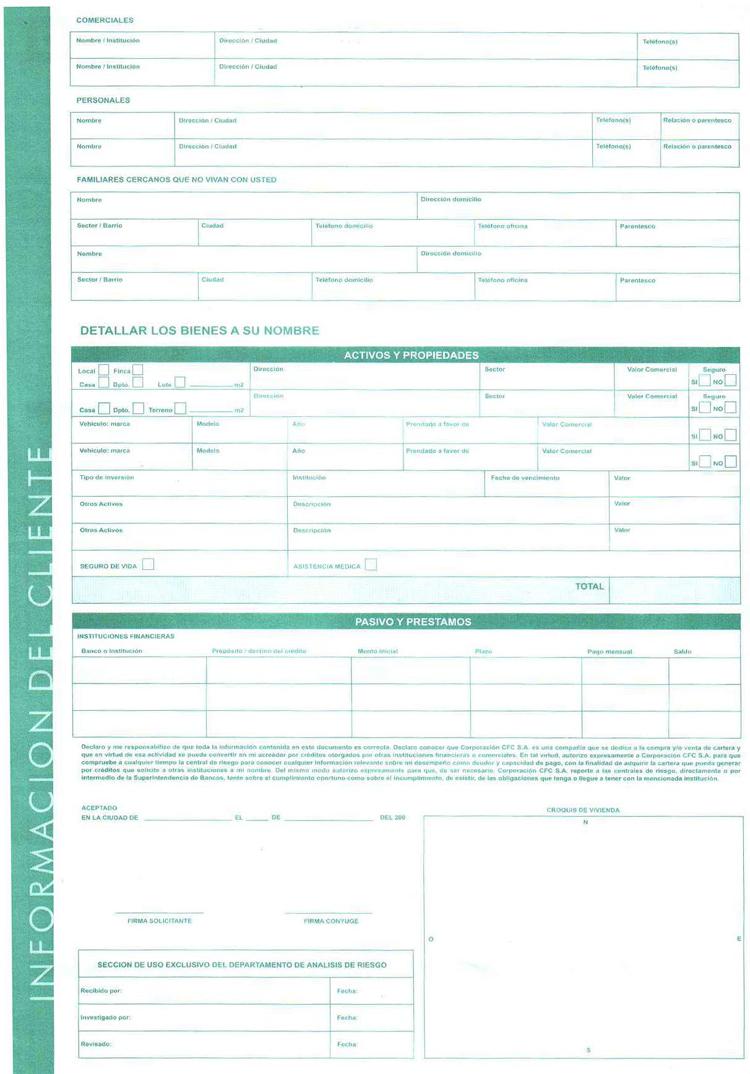 INFORMACION DEL CLIENTE
COMERCIALES
Nombre / Institución Dirección / Ciudad Teléfono(s)
Nombre / Institución Dirección / Ciudad Teléfono(s)
PERSONALES
Nombre Dirección / Ciudad Teléfono(s) Relación o parentesco
Nombre Dirección / Ciudad Teléfono(s) Relación o parentesco
FAMILIARES CERCANOS QUE NO VIVAN CON USTED
Nombre Dirección domicilio
Sector / Barrio Ciudad Teléfono domicilio Teléfono oficina Parentesco
Nombre Dirección domicilio
Sector / Barrio Ciudad Teléfono domicilio Teléfono oficina Parentesco
DETALLAR LOS BIENES A SU NOMBRE
ACTIVOS Y PROPIEDADES
Local Finca Dirección Sector Valor Comercial Seguro
Casa Dpto. Lote m2 SI NO
Dirección Sector Valor Comercial Seguro
Casa Dpto. Terreno m2 SI NO
Vehículo: marca Modelo Año Prendado a favor de Valor Comercial
SI NO
Vehículo: marca Modelo Año Prendado a favor de Valor Comercial
SI NO
Tipo de inversión Institución Fecha de vencimiento Valor
Otros Activos Descripción Valor
Otros Activos Descripción Valor
SEGURO DE VIDA ASISTENCIA MEDICA
TOTAL
PASIVO Y PRESTAMOS
INSTITUCIONES FINANCIERAS
Banco o Institución Propósito / destino del crédito Monto inicial Plazo Pago mensual Saldo
Declaro y me responsabilizo de que toda la información contenida en este documento es correcta. Declaro conocer que Corporación CFC S.A. es una compañía que se dedica a la compra y/o venta de cartera y
que en virtud de esa actividad se puede convertir en mi acreedor por créditos otorgados por otras instituciones financieras o comerciales. En tal virtud, autorizo expresamente a Corporación CFC S.A. para que
compruebe a cualquier tiempo la central de riesgo para conocer cualquier información relevante sobre mi desempeño como deudor y capacidad de pago, con la finalidad de adquirir la cartera que pueda generar
por créditos que solicite a otras instituciones a mi nombre. Del mismo modo autorizo expresamente para que, de ser necesario, Corporación CFC S.A. reporte a las centrales de riesgo, directamente o por
intermedio de la Superintendencia de Bancos, tanto sobre el cumplimiento oportuno como sobre el incumplimiento, de existir, de las obligaciones que tenga o llegue a tener con la mencionada institución.
ACEPTADO
EN LA CIUDAD DE EL DE DEL 200
FIRMA SOLICITANTE FIRMA CONYUGE
CROQUIS DE VIVIENDA
N
O E
S
SECCION DE USO EXCLUSIVO DEL DEPARTAMENTO DE ANALISIS DE RIESGO
Recibido por: Fecha:
Investigado por: Fecha:
Revisado: Fecha: